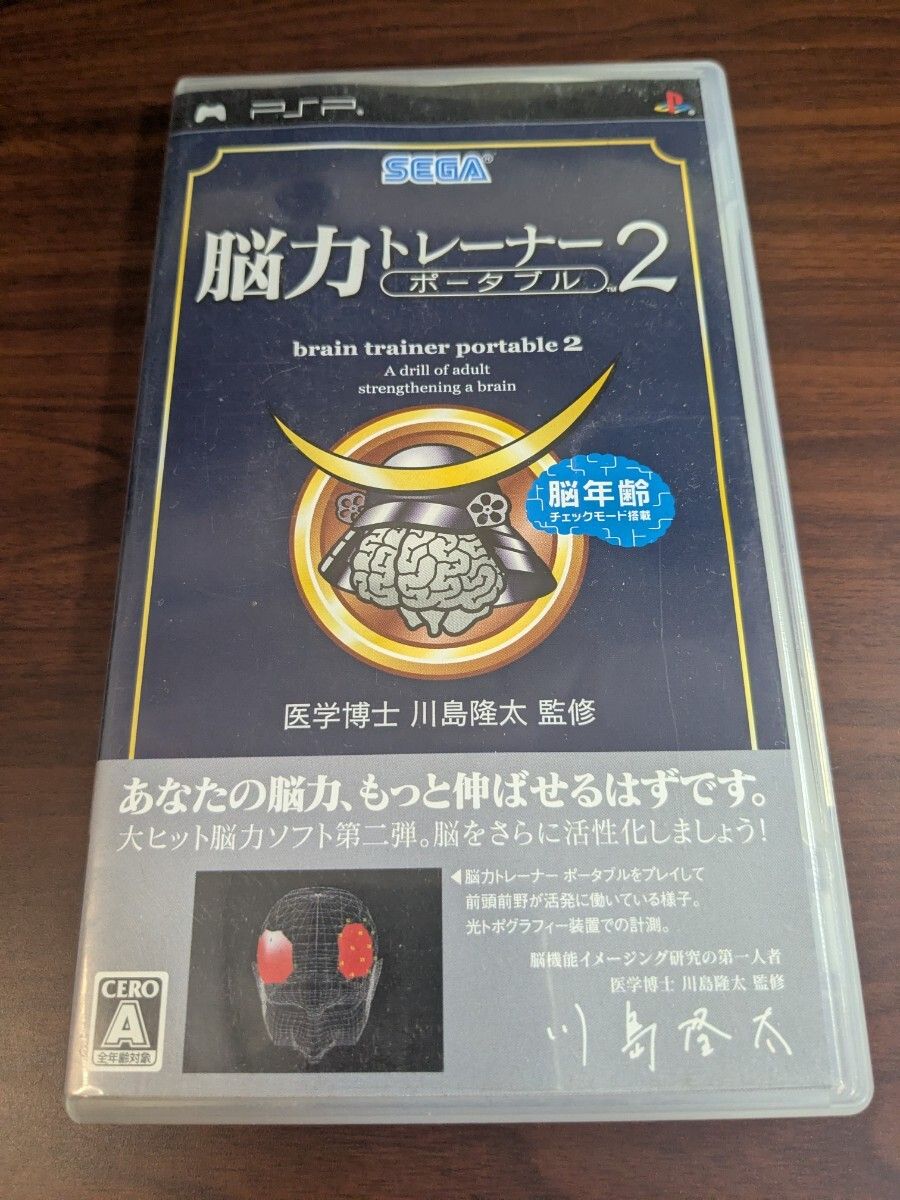 PSP
SEGA®
脳力トレーナー
ポータブル™2
brain trainer portable 2
A drill of adult
strengthening a brain
脳年齢
チェックモード搭載
医学博士 川島隆太 監修
あなたの脳力、もっと伸ばせるはずです。
大ヒット脳力ソフト第二弾。脳をさらに活性化しましょう!
◀脳力トレーナー ポータブルをプレイして
前頭前野が活発に働いている様子。
光トポグラフィー装置での計測。
脳機能イメージング研究の第一人者
医学博士 川島隆太 監修
川島隆太
CERO
A
全年齢対象